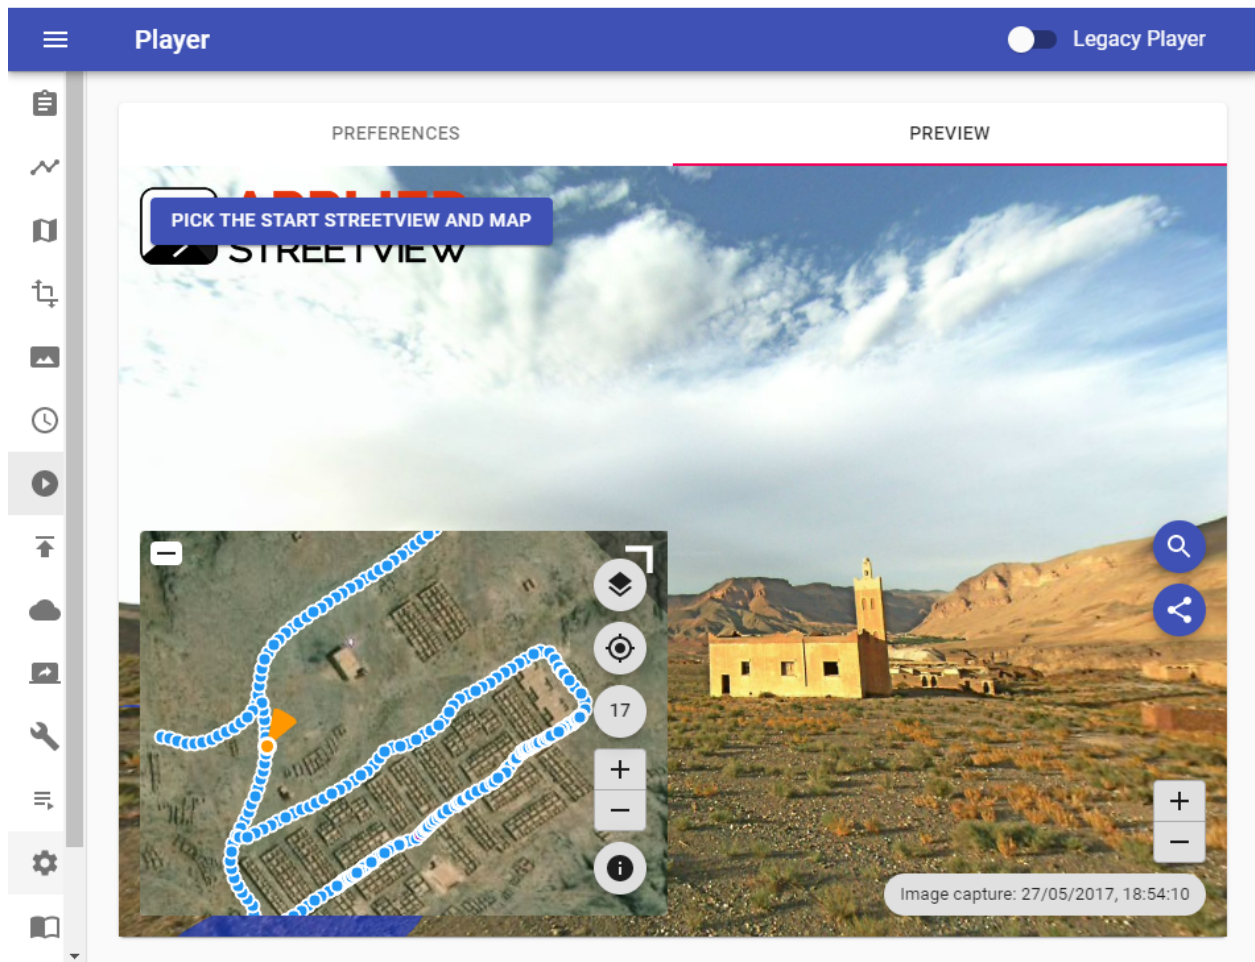 Player
Legacy Player
PREFERENCES
PREVIEW
PICK THE START STREETVIEW AND MAP
STREETVIEW
17
Image capture: 27/05/2017, 18:54:10